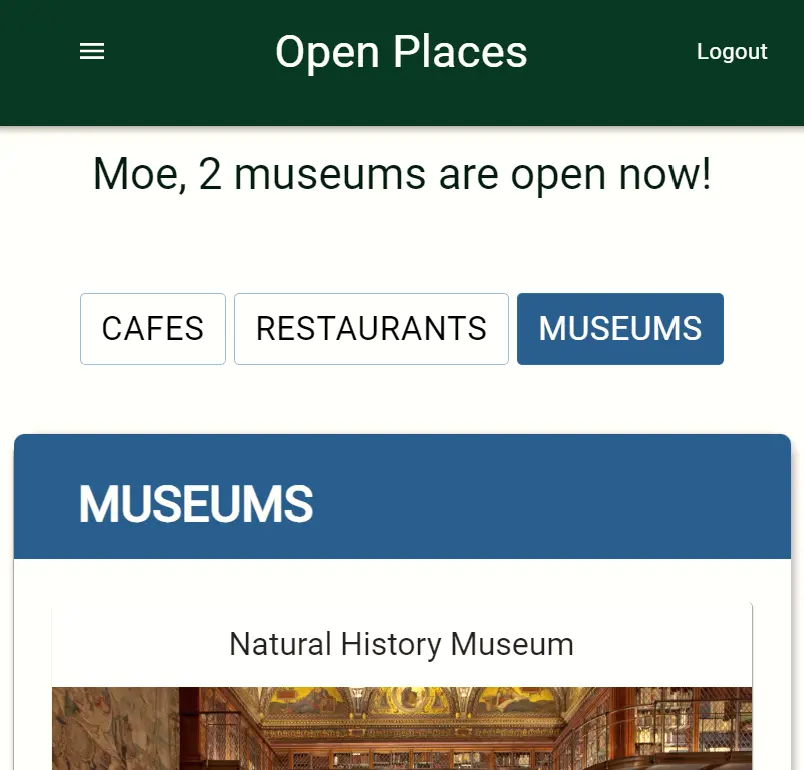 Open Places
Logout
Moe, 2 museums are open now!
CAFES
RESTAURANTS
MUSEUMS
MUSEUMS
Natural History Museum